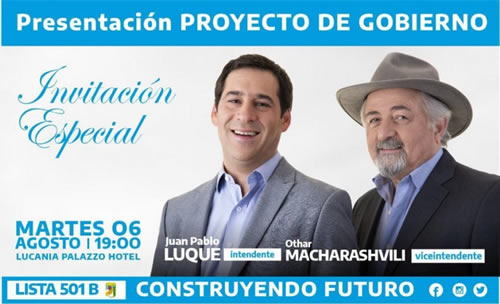 Presentación PROYECTO DE GOBIERNO
Invitación
Especial
MARTES 06
AGOSTO | 19:00
LUCANIA PALAZZO HOTEL
Juan Pablo
LUQUE intendente
Othar
MACHARASHVILI viceintendente
LISTA 501 B CONSTRUYENDO FUTURO